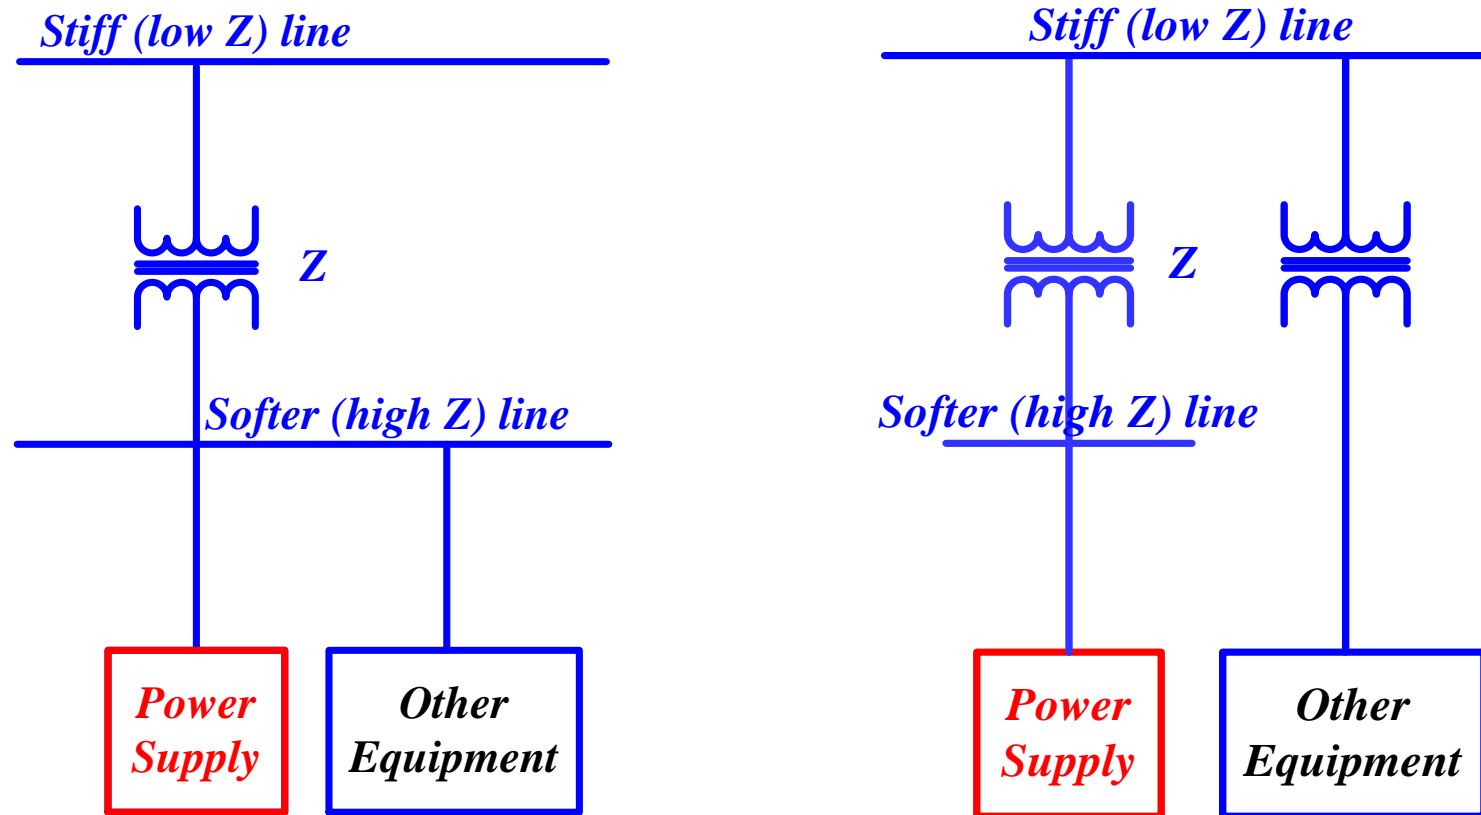 Stiff (low Z) line
Z
Softer (high Z) line
Power
Supply
Other
Equipment
Stiff (low Z) line
Z
Softer (high Z) line
Power
Supply
Other
Equipment